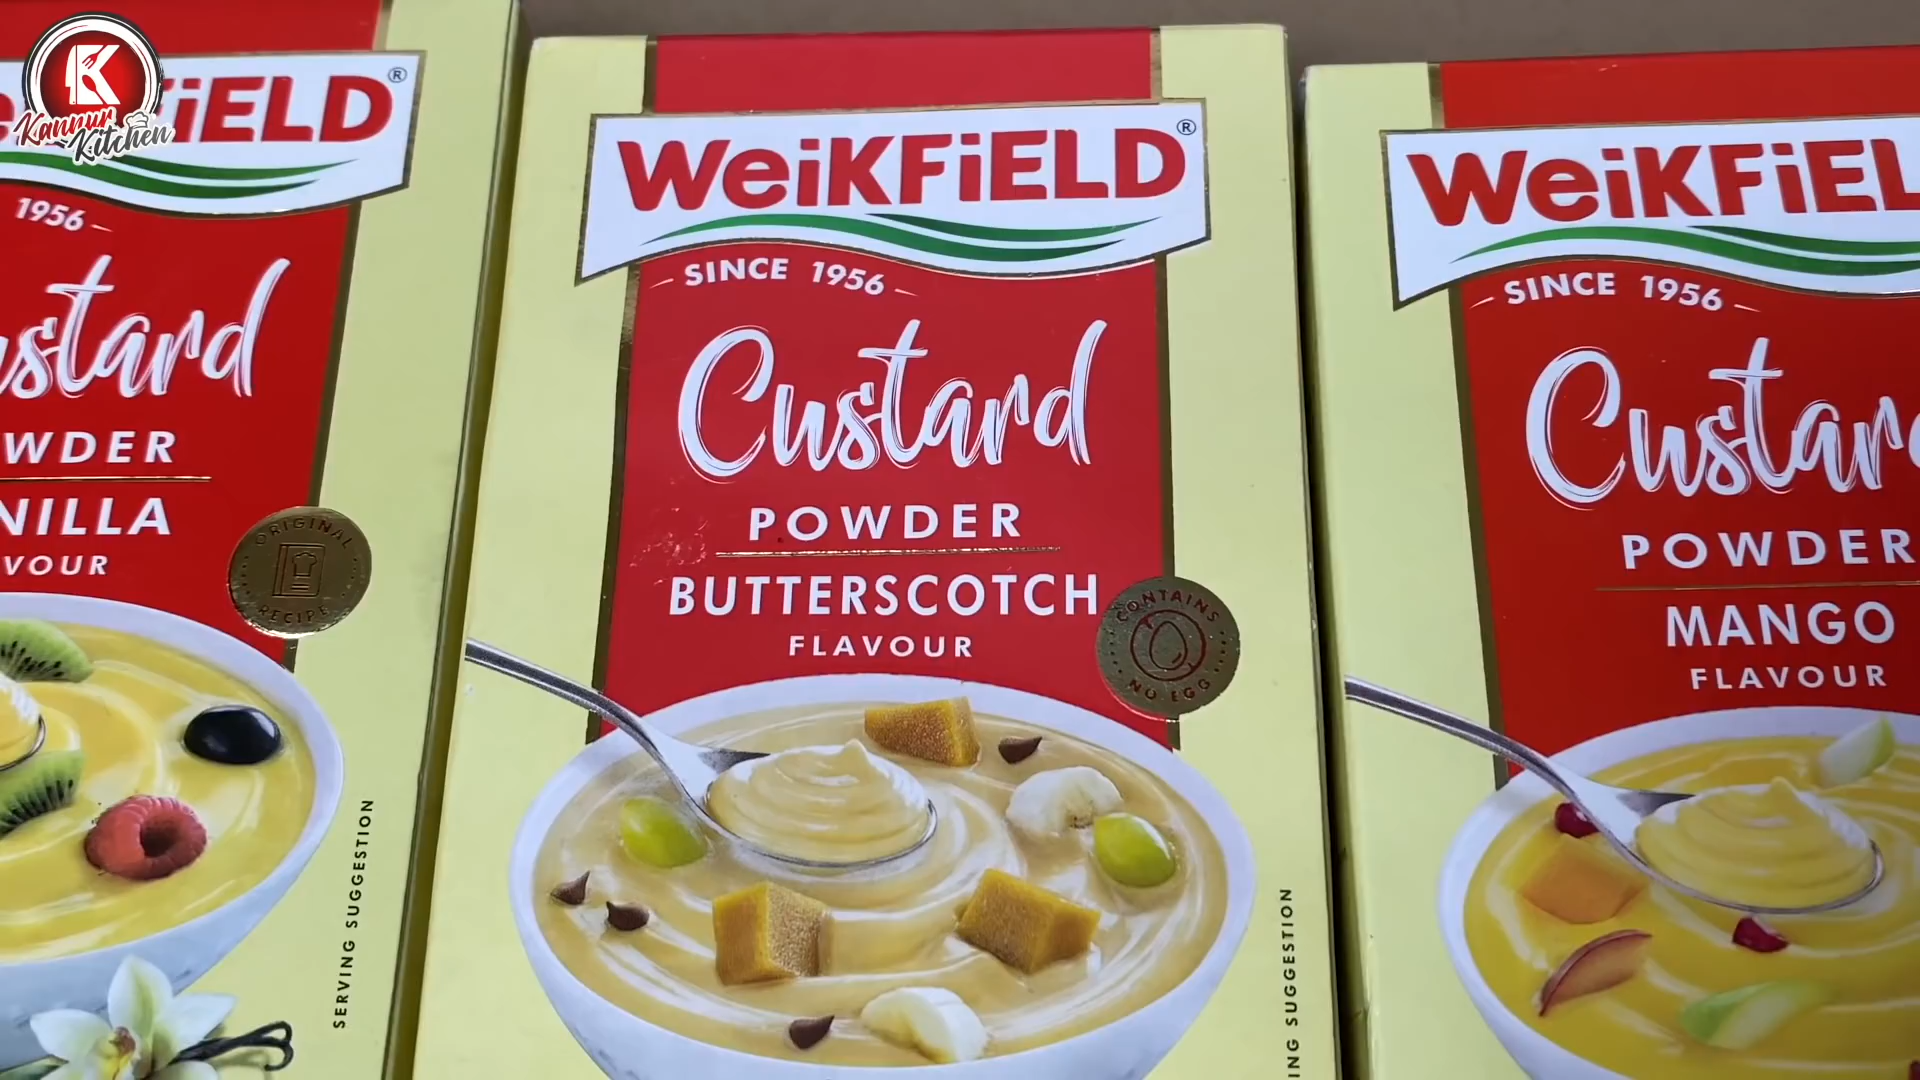 Kannur
Kitchen
iELD®
1956
ustard
WDER
NILLA
VOUR
ORIGINAL
RECIPE
SERVING SUGGESTION
WeiKFiELD®
SINCE 1956
Custard
POWDER
BUTTERSCOTCH
FLAVOUR
CONTAINS
NO EGG
ING SUGGESTION
WeiKFiEL
SINCE 1956
Custar
POWDER
MANGO
FLAVOUR